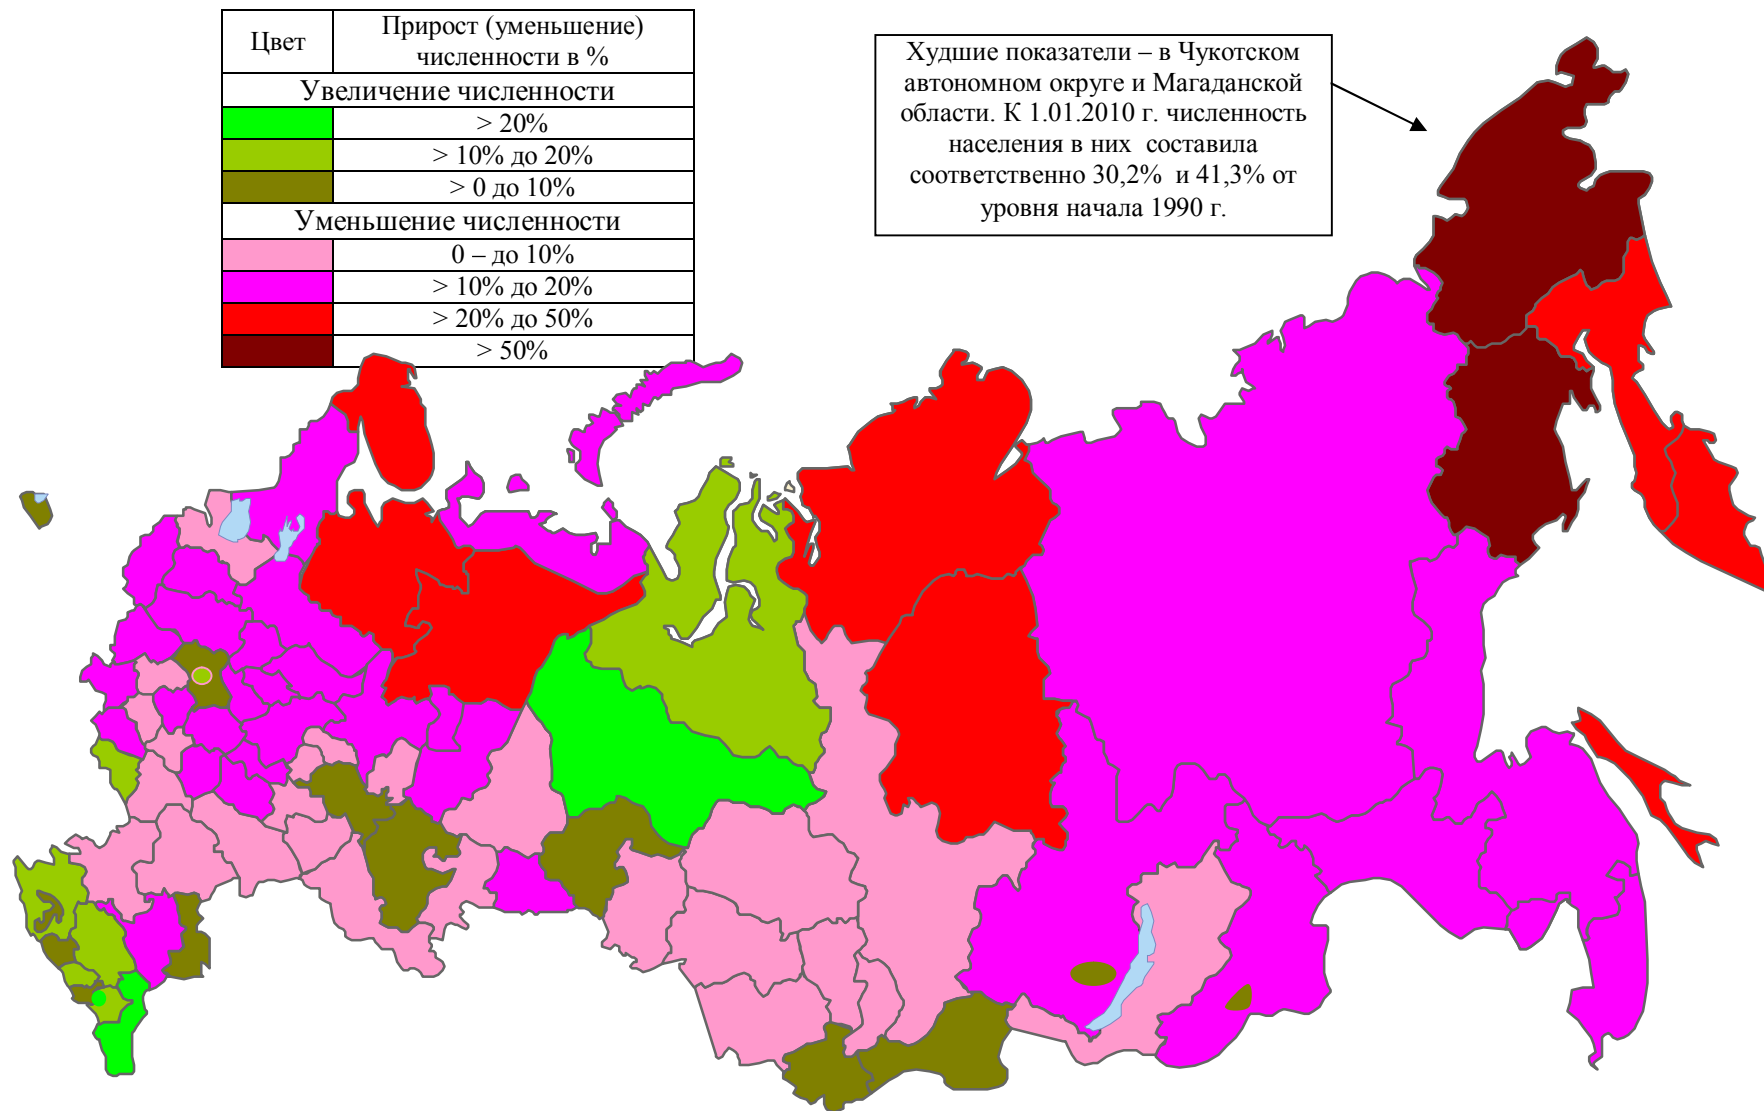 Цвет
Прирост (уменьшение)
численности в %
Увеличение численности
> 20%
> 10% до 20%
> 0 до 10%
Уменьшение численности
0 – до 10%
> 10% до 20%
> 20% до 50%
> 50%
Худшие показатели – в Чукотском
автономном округе и Магаданской
области. К 1.01.2010 г. численность
населения в них составила
соответственно 30,2% и 41,3% от
уровня начала 1990 г.